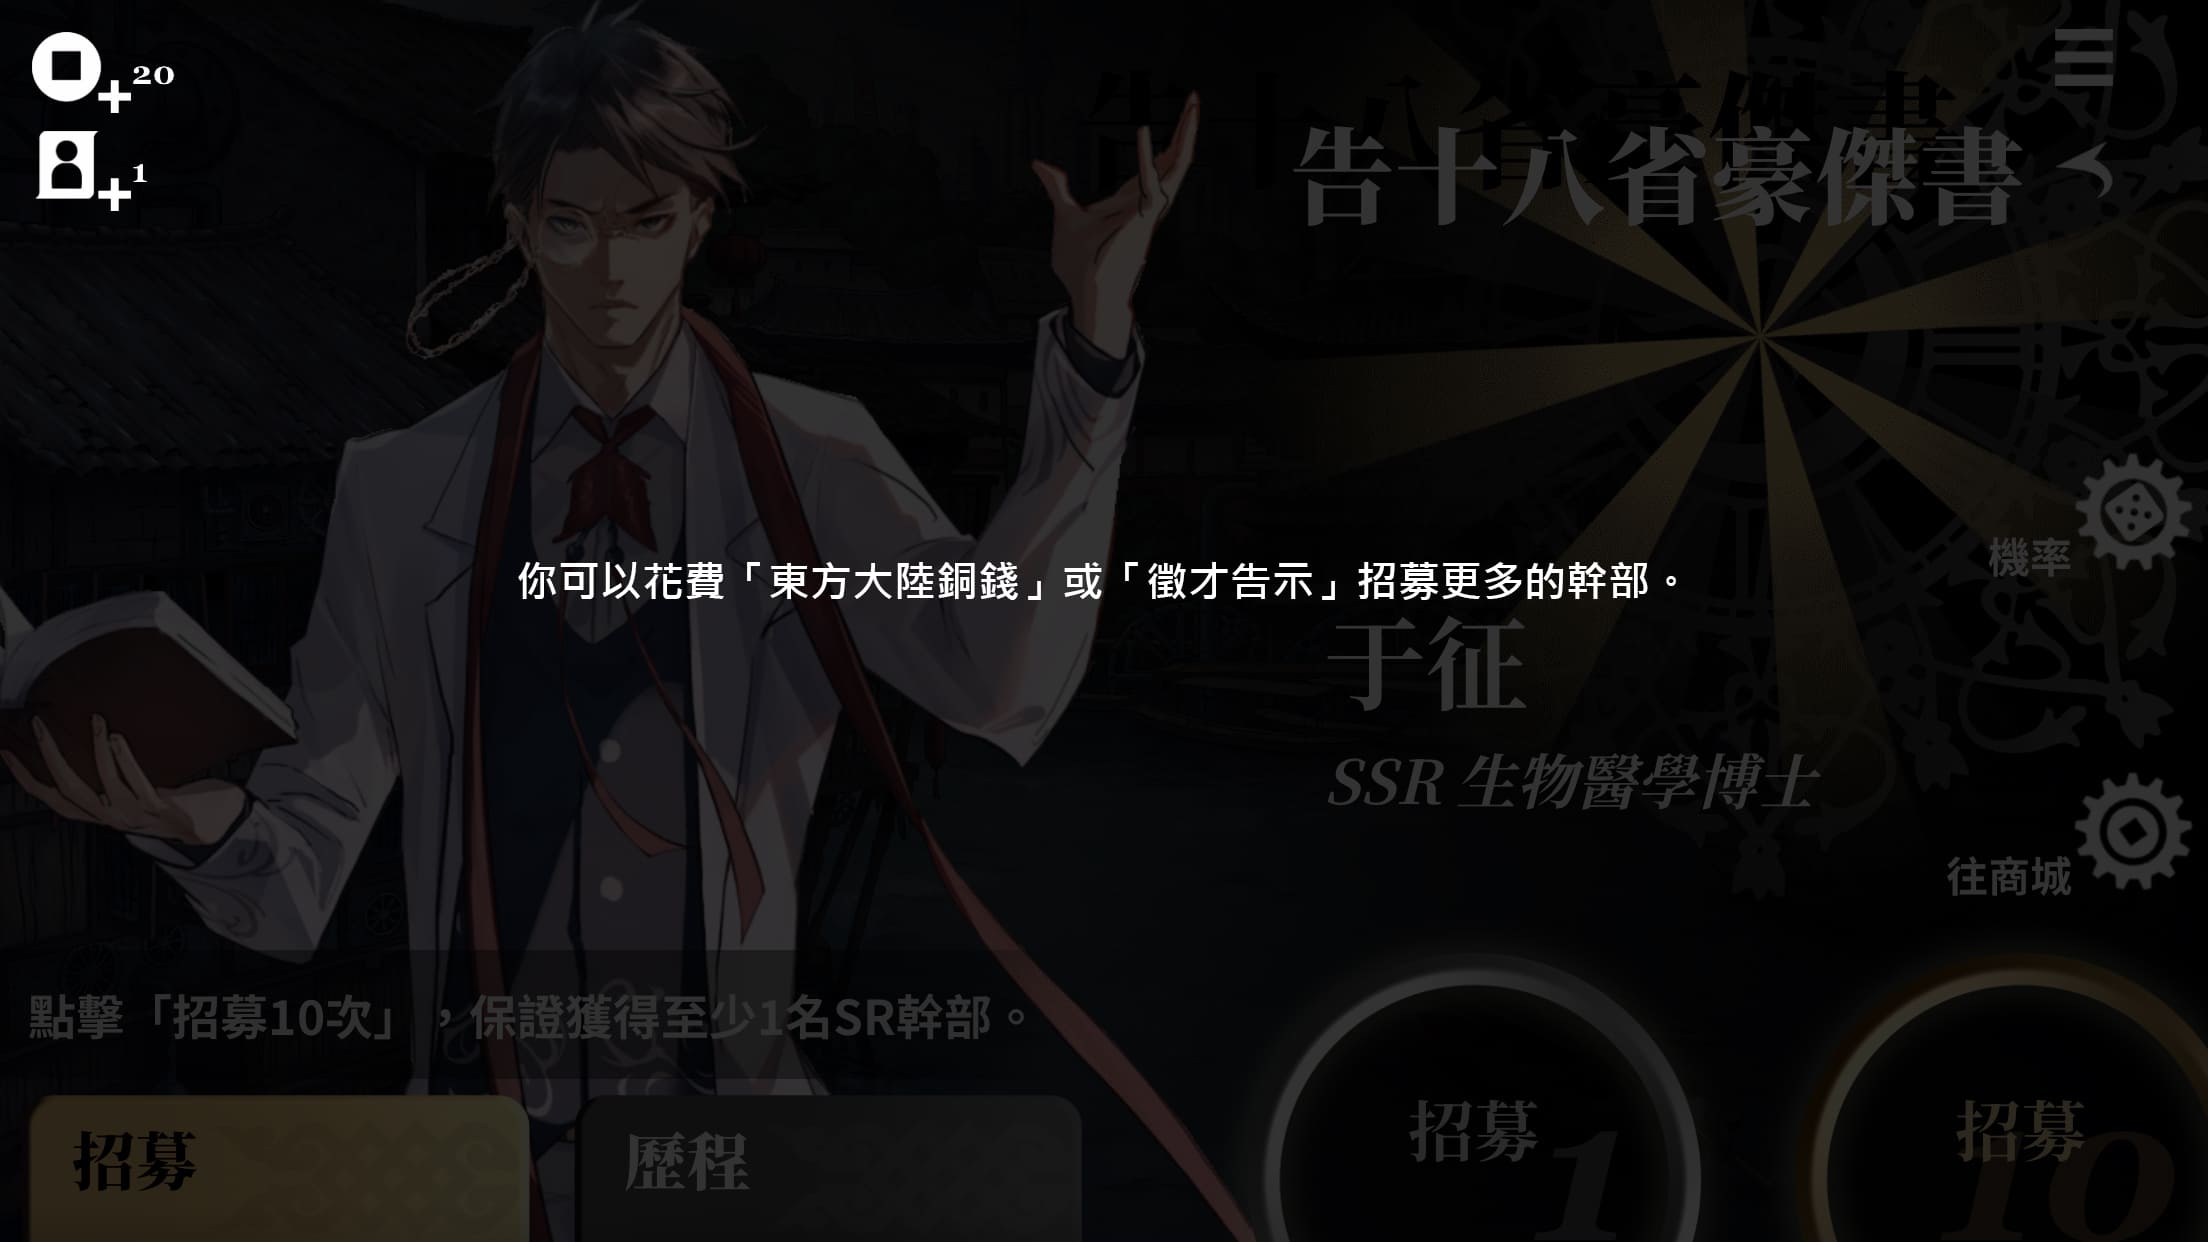 +20
+1
告十八省豪傑書
機率
你可以花費「東方大陸銅錢」或「徵才告示」招募更多的幹部。
于征
SSR 生物醫學博士
往商城
點擊「招募10次」，保證獲得至少1名SR幹部。
招募
歷程
招募 1
招募 10